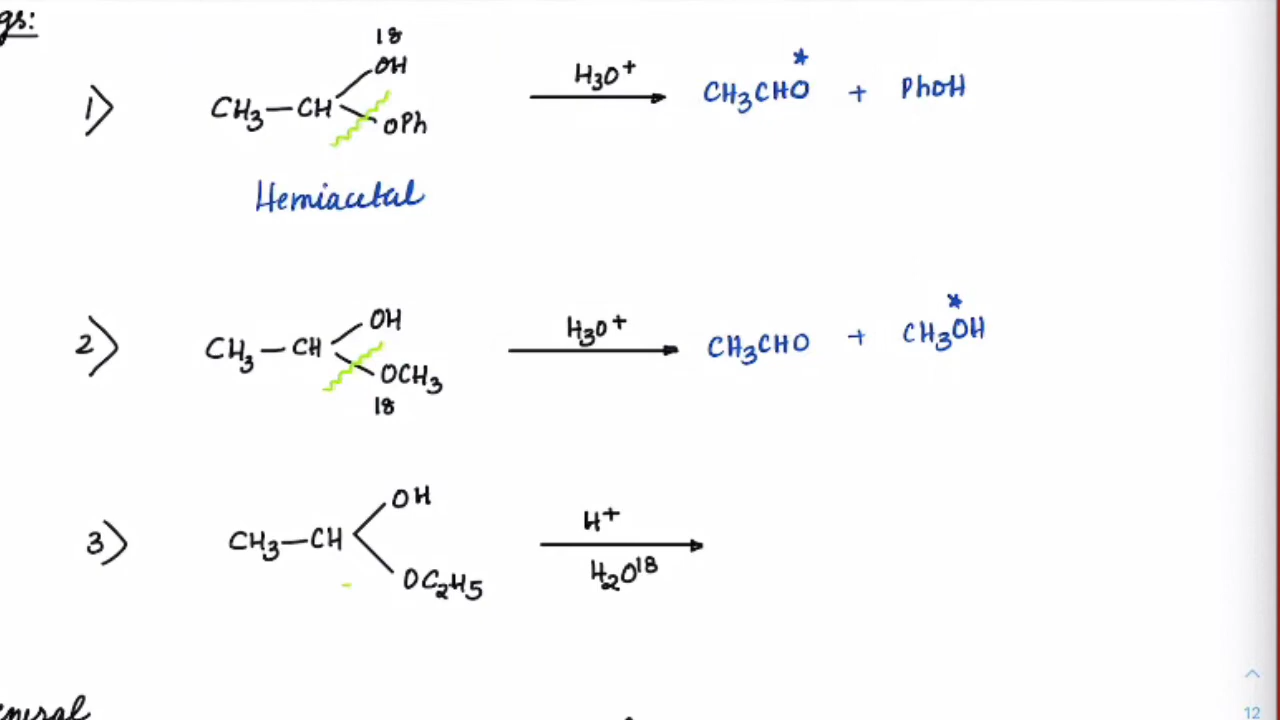 gs:
18
1) CH3–CH OH OPh H3O+ CH3CHO* + PhOH
Hemiacetal
2) CH3–CH OH OCH3 H3O+ CH3CHO + CH3OH*
18
3) CH3–CH OH OC2H5 H+ H2O18
eneral
12